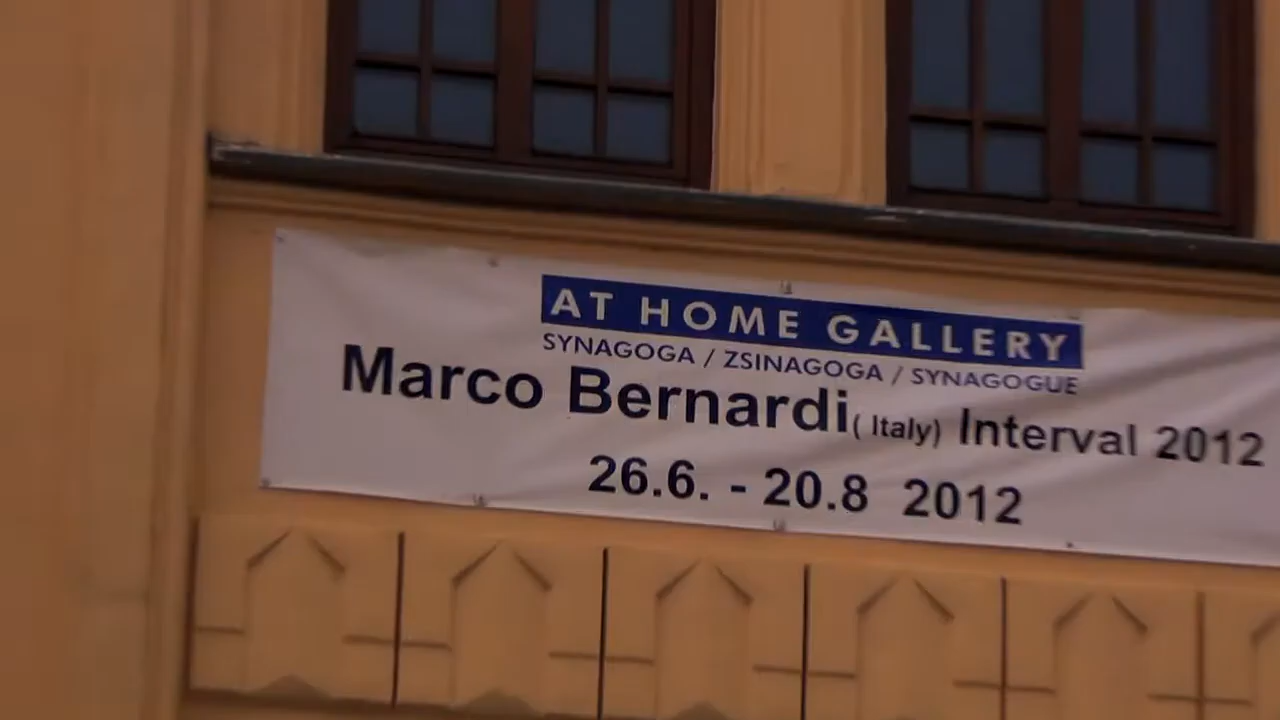 AT HOME GALLERY
SYNAGOGA / ZSINAGOGA / SYNAGOGUE
Marco Bernardi ( Italy) Interval 2012
26.6. - 20.8 2012